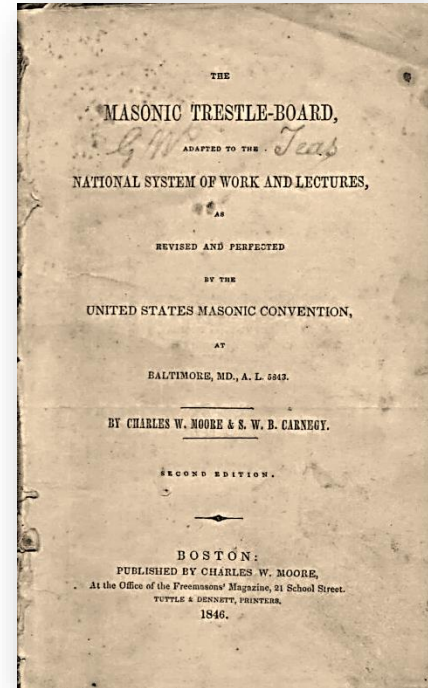 THE
MASONIC TRESTLE-BOARD,
ADAPTED TO THE
Teas
NATIONAL SYSTEM OF WORK AND LECTURES,
AS
REVISED AND PERFECTED
BY THE
UNITED STATES MASONIC CONVENTION,
AT
BALTIMORE, MD., A. L. 5843.
BY CHARLES W. MOORE & S. W. B. CARNEGY.
SECOND EDITION.
BOSTON:
PUBLISHED BY CHARLES W. MOORE,
At the Office of the Freemasons' Magazine, 21 School Street.
TUTTLE & DENNETT, PRINTERS.
1846.